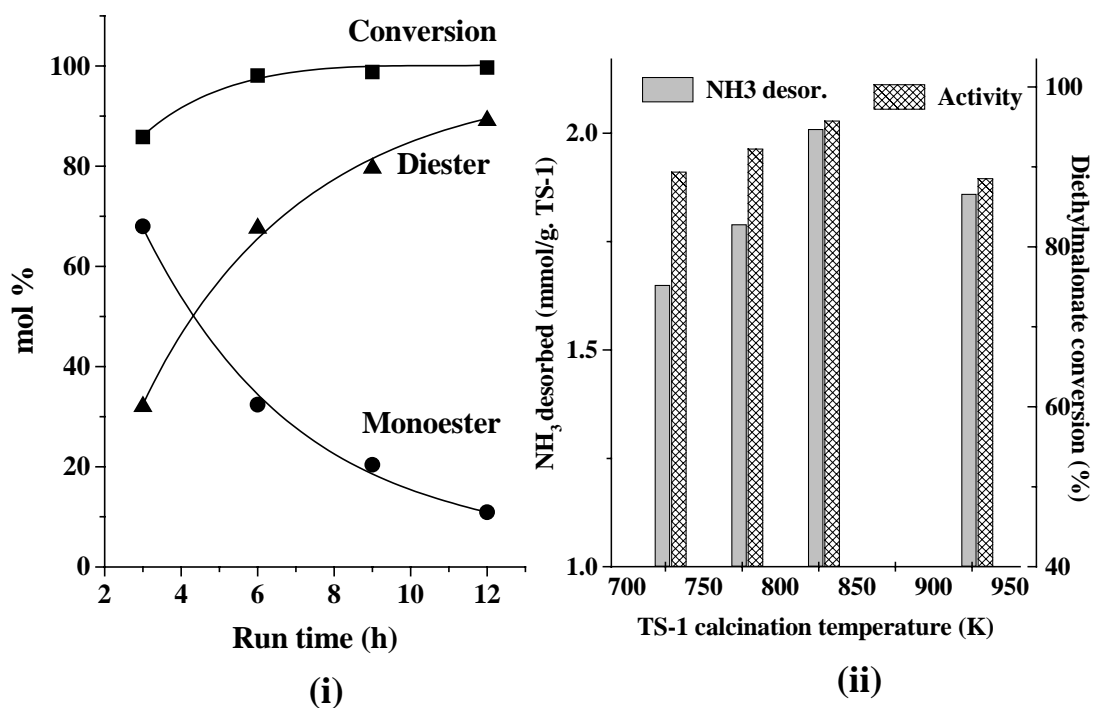 Conversion
100
80
60
40
20
0
mol %
Diester
Monoester
2 4 6 8 10 12
Run time (h)
(i)
NH3 desor.
Activity
2.0
1.5
1.0
NH3 desorbed (mmol/g. TS-1)
100
80
60
40
Diethylmalonate conversion (%)
700 750 800 850 900 950
TS-1 calcination temperature (K)
(ii)